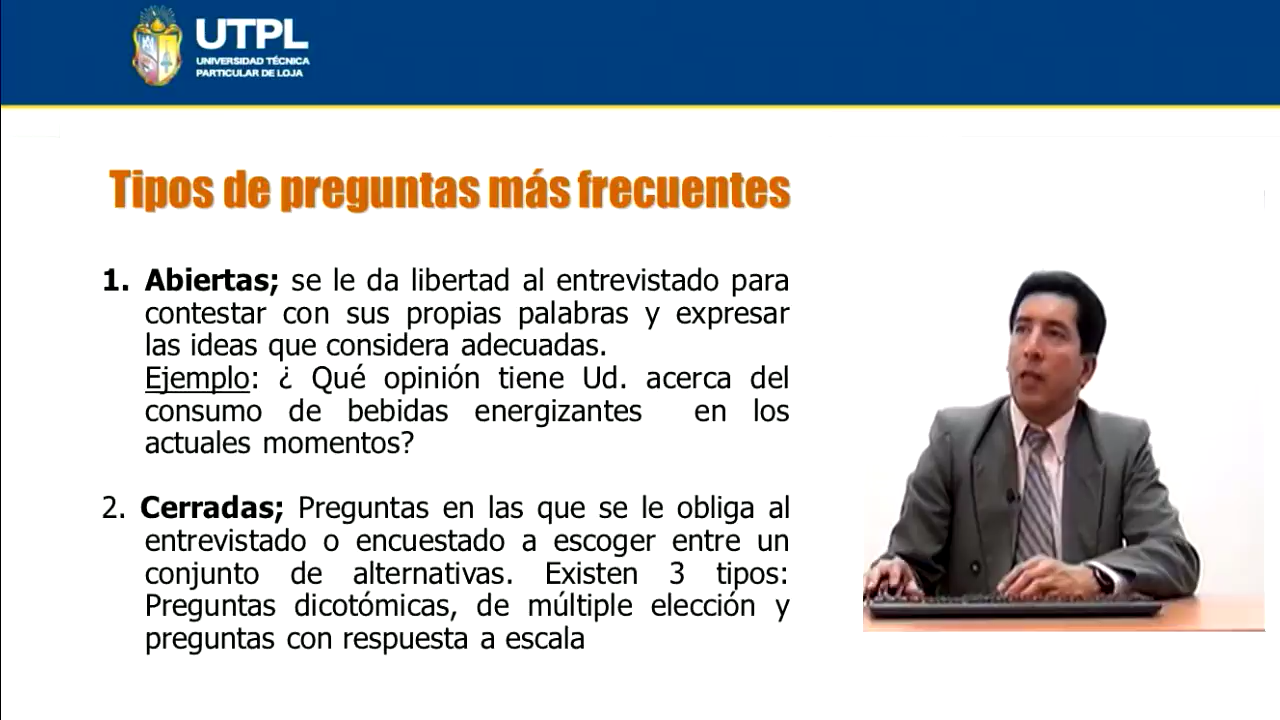 UTPL
UNIVERSIDAD TÉCNICA
PARTICULAR DE LOJA
Tipos de preguntas más frecuentes
1. Abiertas; se le da libertad al entrevistado para
contestar con sus propias palabras y expresar
las ideas que considera adecuadas.
Ejemplo: ¿ Qué opinión tiene Ud. acerca del
consumo de bebidas energizantes en los
actuales momentos?
2. Cerradas; Preguntas en las que se le obliga al
entrevistado o encuestado a escoger entre un
conjunto de alternativas. Existen 3 tipos:
Preguntas dicotómicas, de múltiple elección y
preguntas con respuesta a escala